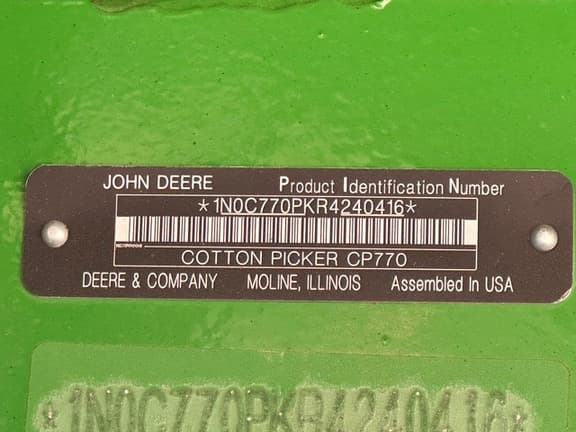 JOHN DEERE Product Identification Number
*1N0C770PKR4240416*
COTTON PICKER CP770
DEERE & COMPANY MOLINE, ILLINOIS Assembled In USA
*1N0C770PKR4240416*